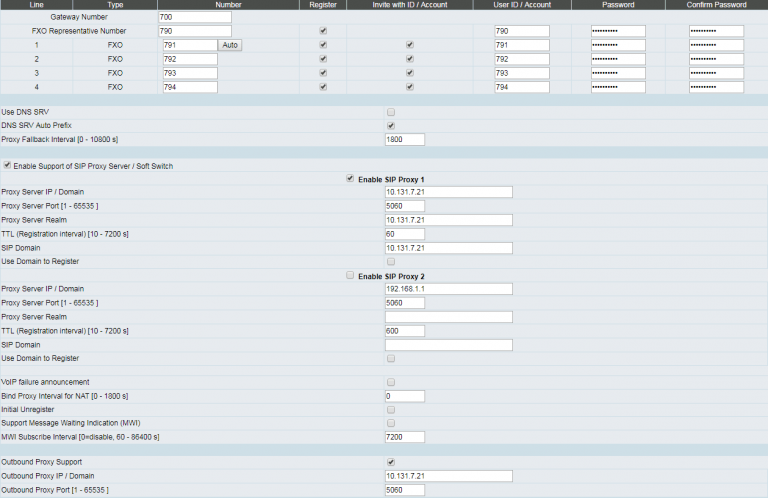 Line Type Number Register Invite with ID / Account User ID / Account Password Confirm Password
Gateway Number 700
FXO Representative Number 790 790 •••••••••• ••••••••••
1 FXO 791 Auto 791 •••••••••• ••••••••••
2 FXO 792 792 •••••••••• ••••••••••
3 FXO 793 793 •••••••••• ••••••••••
4 FXO 794 794 •••••••••• ••••••••••
Use DNS SRV
DNS SRV Auto Prefix
Proxy Fallback Interval [0 - 10800 s] 1800
Enable Support of SIP Proxy Server / Soft Switch
Enable SIP Proxy 1
Proxy Server IP / Domain 10.131.7.21
Proxy Server Port [1 - 65535 ] 5060
Proxy Server Realm 10.131.7.21
TTL (Registration interval) [10 - 7200 s] 60
SIP Domain 10.131.7.21
Use Domain to Register
Enable SIP Proxy 2
Proxy Server IP / Domain 192.168.1.1
Proxy Server Port [1 - 65535 ] 5060
Proxy Server Realm
TTL (Registration interval) [10 - 7200 s] 600
SIP Domain
Use Domain to Register
VoIP failure announcement
Bind Proxy Interval for NAT [0 - 1800 s] 0
Initial Unregister
Support Message Waiting Indication (MWI)
MWI Subscribe Interval [0=disable, 60 - 86400 s] 7200
Outbound Proxy Support
Outbound Proxy IP / Domain 10.131.7.21
Outbound Proxy Port [1 - 65535 ] 5060